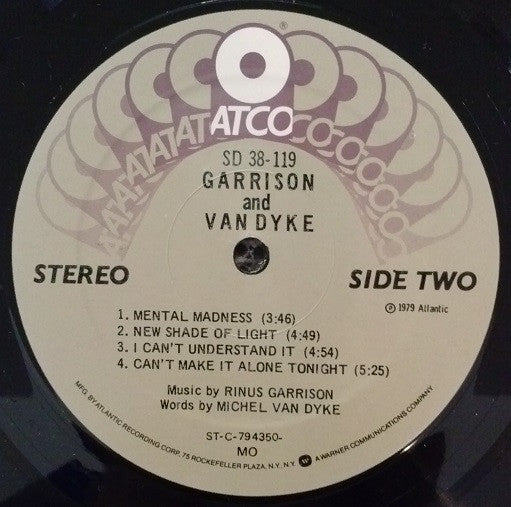 ATCO
SD 38-119
GARRISON
and
VAN DYKE
STEREO
SIDE TWO
℗ 1979 Atlantic
1. MENTAL MADNESS (3:46)
2. NEW SHADE OF LIGHT (4:49)
3. I CAN'T UNDERSTAND IT (4:54)
4. CAN'T MAKE IT ALONE TONIGHT (5:25)
Music by RINUS GARRISON
Words by MICHEL VAN DYKE
ST-C-794350-
MO
MFG. BY ATLANTIC RECORDING CORP. 75 ROCKEFELLER PLAZA, N.Y. N.Y. A WARNER COMMUNICATIONS COMPANY